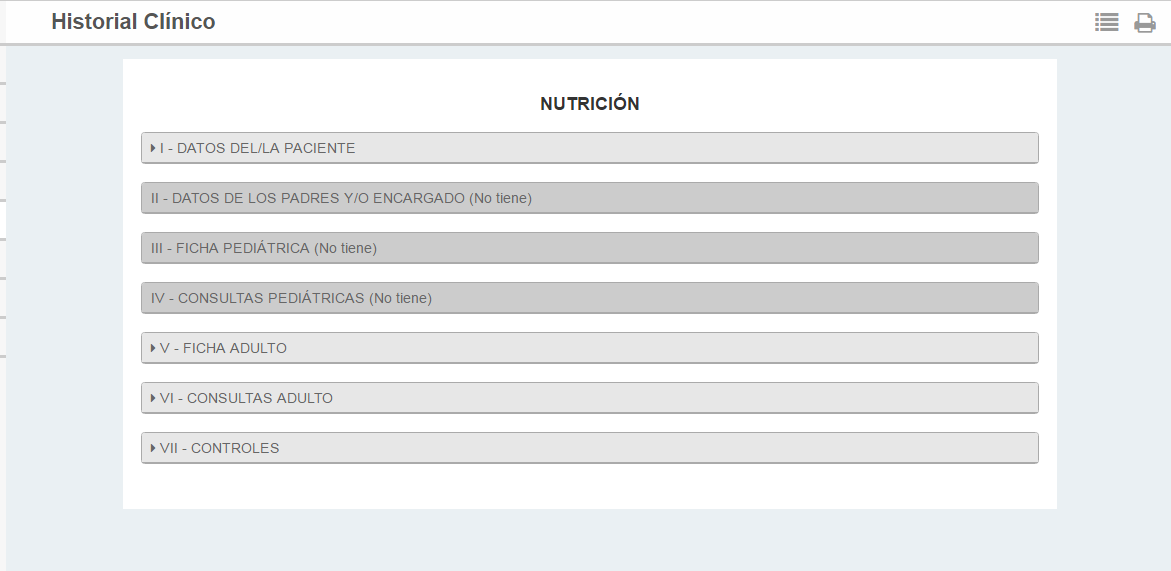 Historial Clínico
NUTRICIÓN
I - DATOS DEL/LA PACIENTE
II - DATOS DE LOS PADRES Y/O ENCARGADO (No tiene)
III - FICHA PEDIÁTRICA (No tiene)
IV - CONSULTAS PEDIÁTRICAS (No tiene)
V - FICHA ADULTO
VI - CONSULTAS ADULTO
VII - CONTROLES